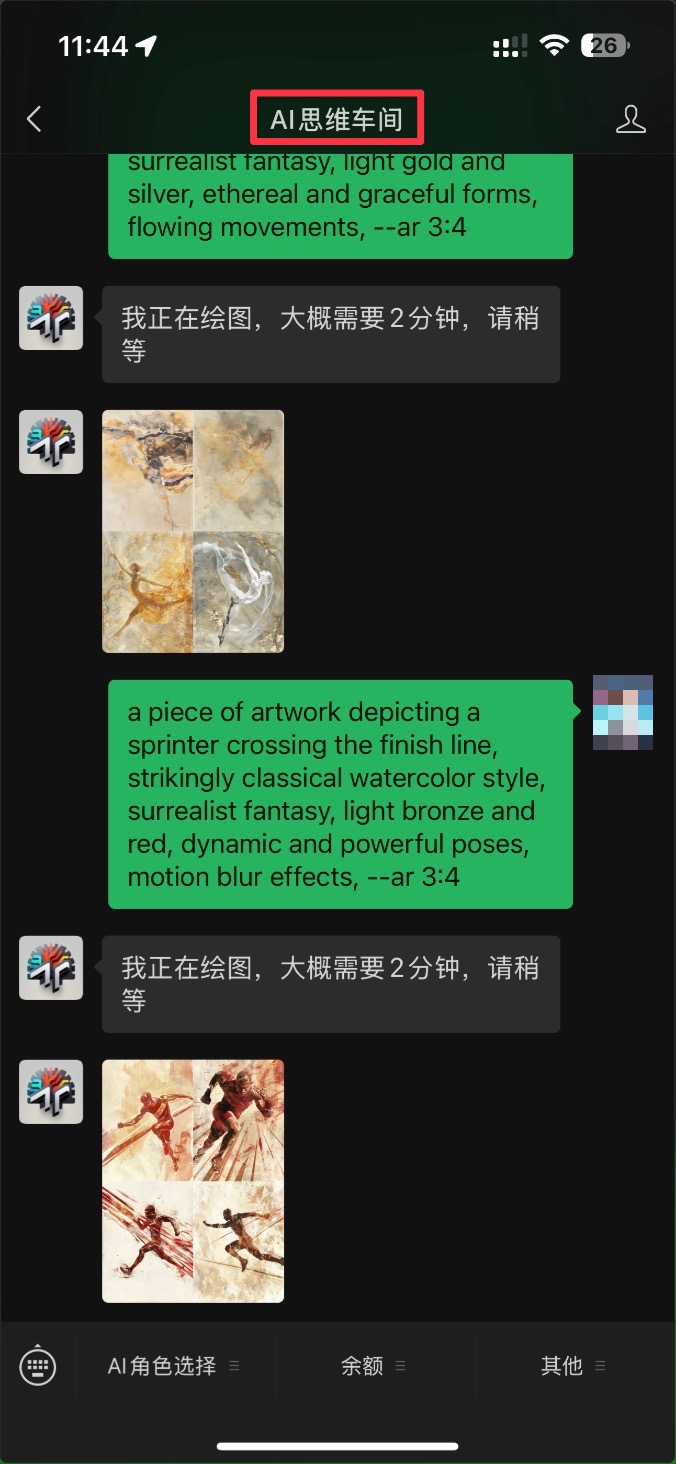 11:44
26
AI思维车间
surrealist fantasy, light gold and
silver, ethereal and graceful forms,
flowing movements, --ar 3:4
我正在绘图，大概需要2分钟，请稍
等
a piece of artwork depicting a
sprinter crossing the finish line,
strikingly classical watercolor style,
surrealist fantasy, light bronze and
red, dynamic and powerful poses,
motion blur effects, --ar 3:4
我正在绘图，大概需要2分钟，请稍
等
AI角色选择
余额
其他